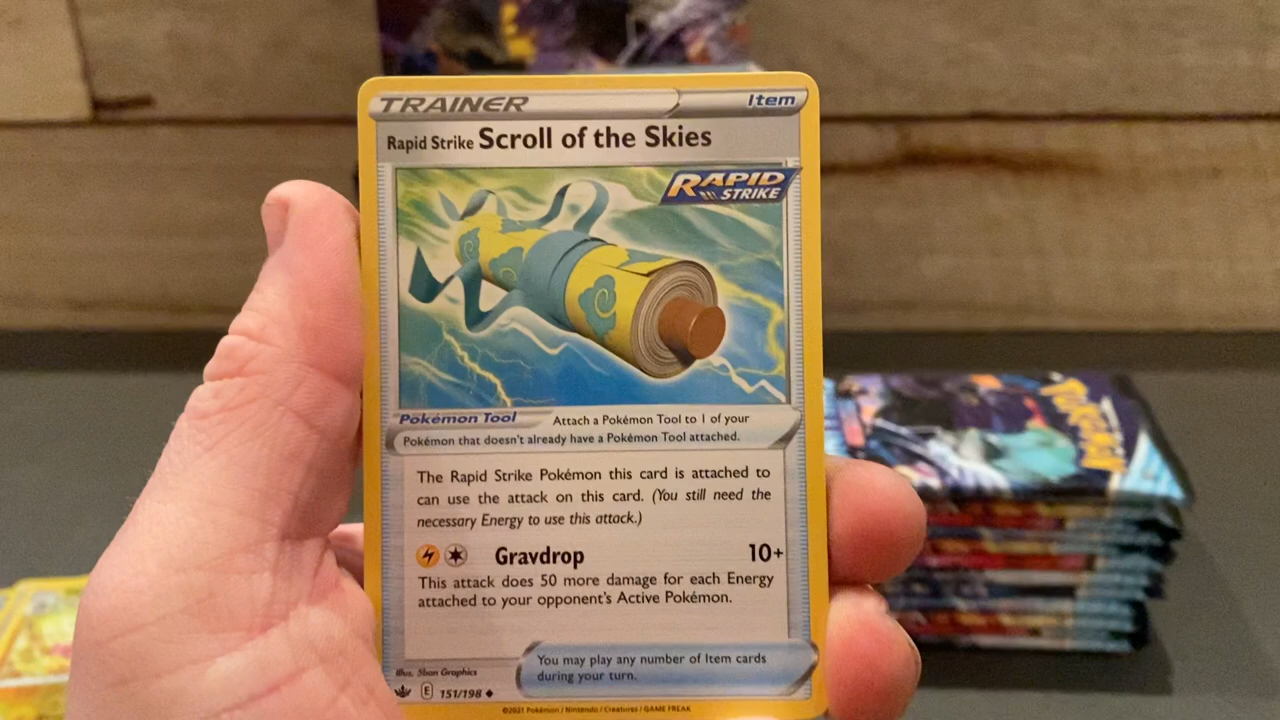 TRAINER Item
Rapid Strike Scroll of the Skies
RAPID
STRIKE
Pokémon Tool Attach a Pokémon Tool to 1 of your
Pokémon that doesn't already have a Pokémon Tool attached.
The Rapid Strike Pokémon this card is attached to
can use the attack on this card. (You still need the
necessary Energy to use this attack.)
Gravdrop 10+
This attack does 50 more damage for each Energy
attached to your opponent's Active Pokémon.
You may play any number of Item cards
during your turn.
Illus. 5ban Graphics
E 151/198
©2021 Pokémon / Nintendo / Creatures / GAME FREAK
POKÉMON